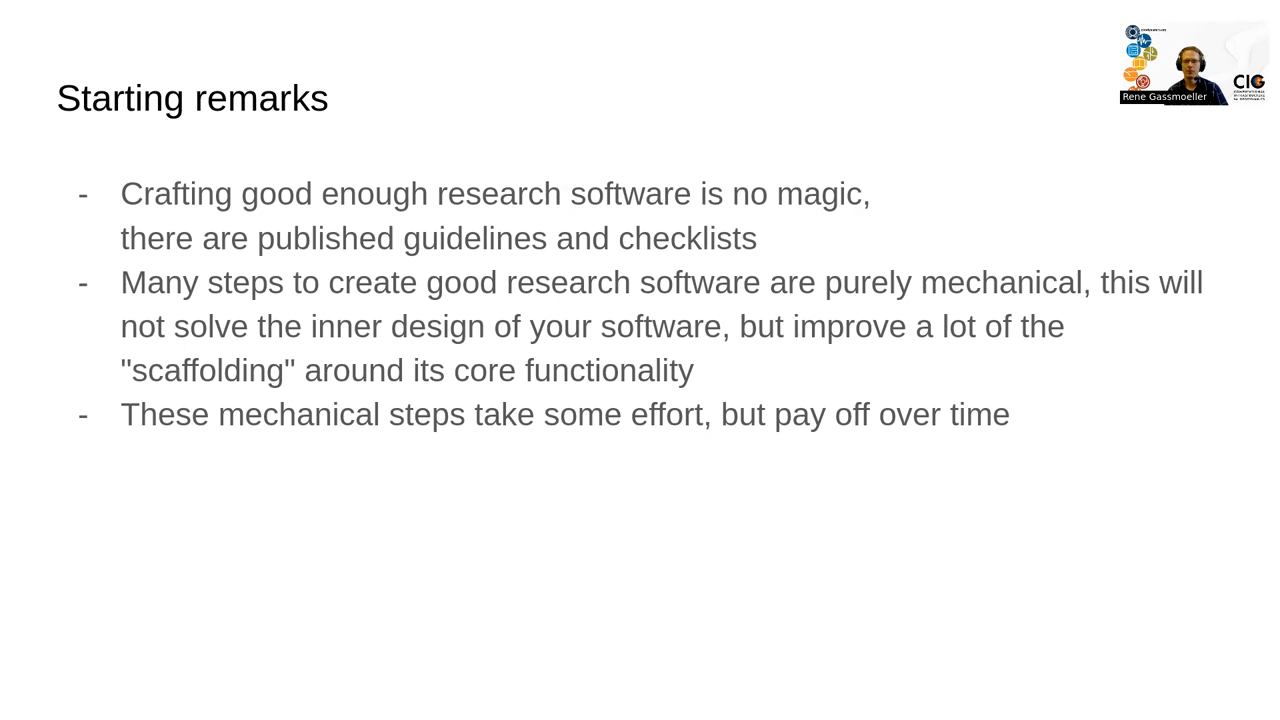 Starting remarks
- Crafting good enough research software is no magic,
there are published guidelines and checklists
- Many steps to create good research software are purely mechanical, this will
not solve the inner design of your software, but improve a lot of the
"scaffolding" around its core functionality
- These mechanical steps take some effort, but pay off over time
CIG
COMPUTATIONAL
INFRASTRUCTURE
Rene Gassmoeller